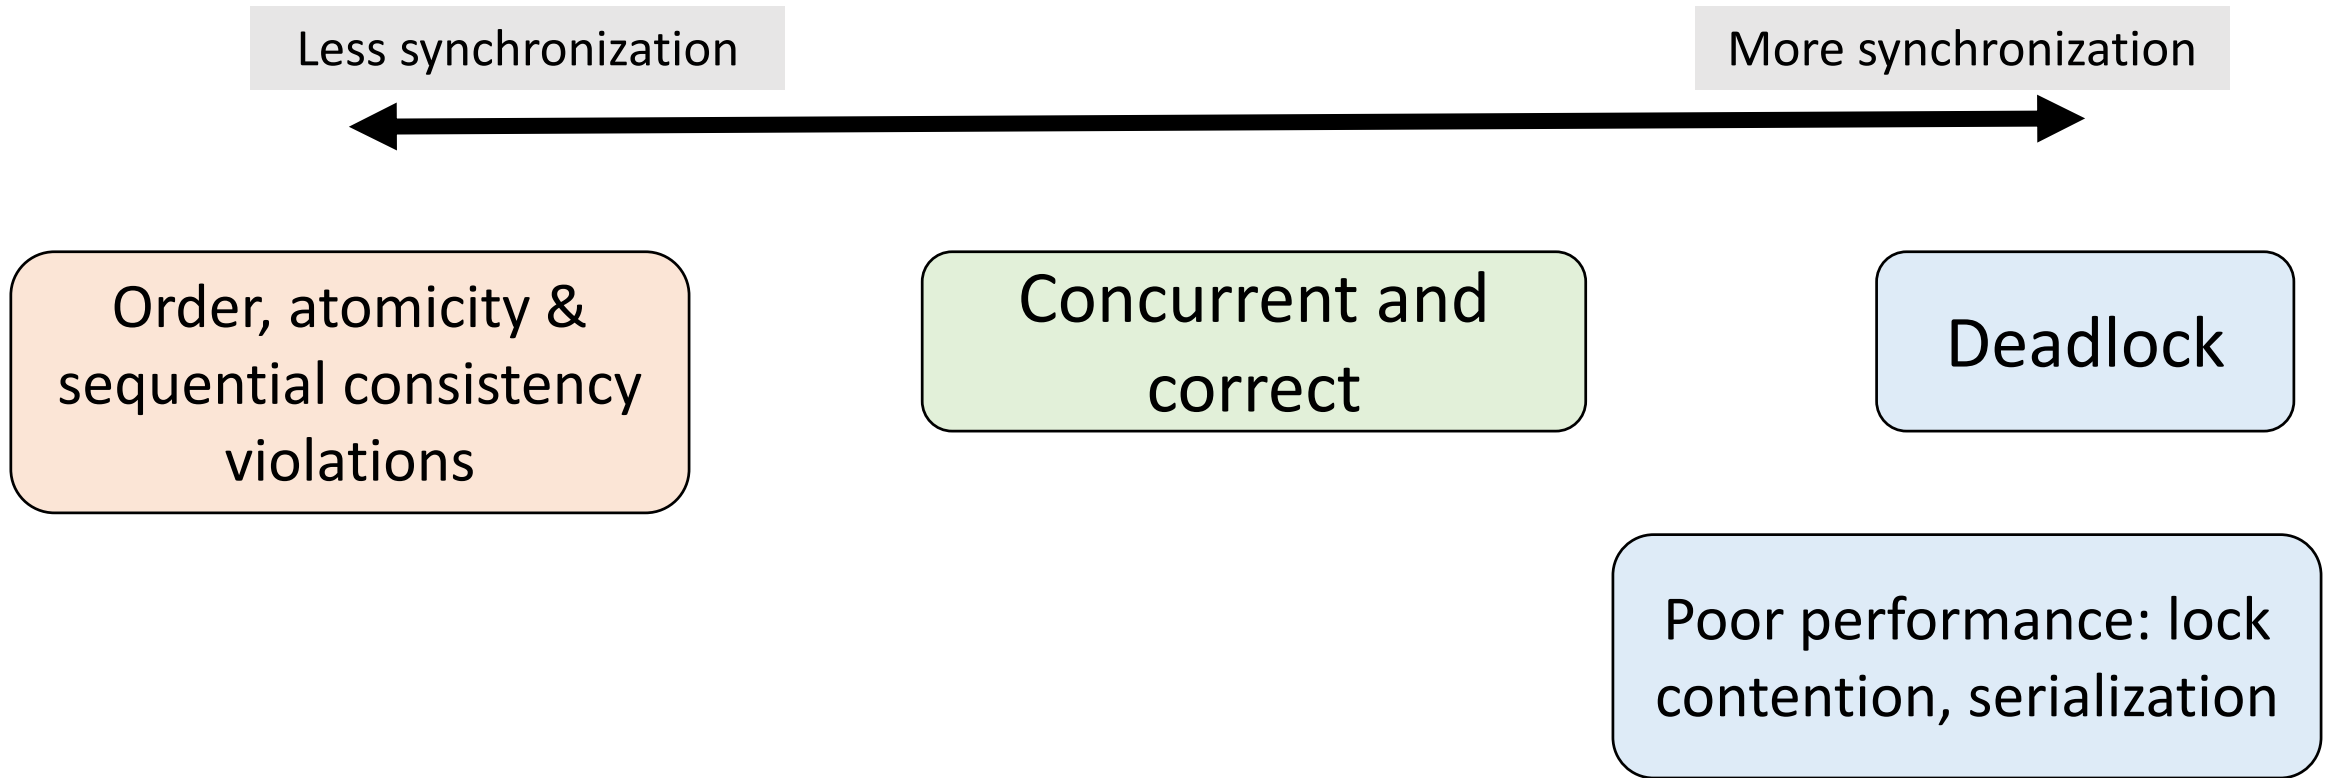 Less synchronization
More synchronization
Order, atomicity &
sequential consistency
violations
Concurrent and
correct
Deadlock
Poor performance: lock
contention, serialization